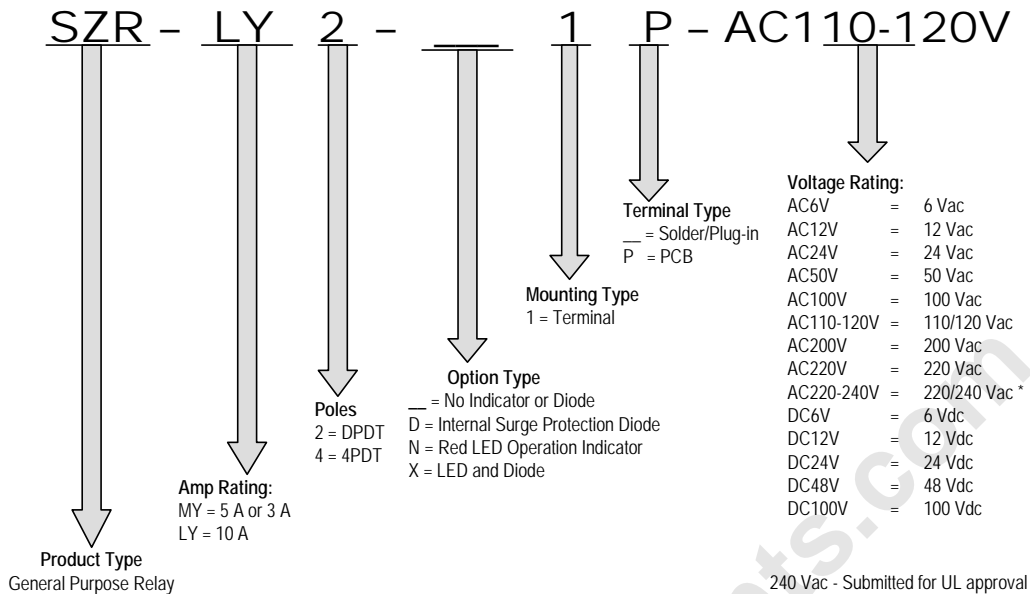 SZR - LY 2 - __ 1 P - AC110-120V
Voltage Rating:
AC6V = 6 Vac
AC12V = 12 Vac
AC24V = 24 Vac
AC50V = 50 Vac
AC100V = 100 Vac
AC110-120V = 110/120 Vac
AC200V = 200 Vac
AC220V = 220 Vac
AC220-240V = 220/240 Vac *
DC6V = 6 Vdc
DC12V = 12 Vdc
DC24V = 24 Vdc
DC48V = 48 Vdc
DC100V = 100 Vdc
Terminal Type
__ = Solder/Plug-in
P = PCB
Mounting Type
1 = Terminal
Option Type
__ = No Indicator or Diode
D = Internal Surge Protection Diode
N = Red LED Operation Indicator
X = LED and Diode
Poles
2 = DPDT
4 = 4PDT
Amp Rating:
MY = 5 A or 3 A
LY = 10 A
Product Type
General Purpose Relay
240 Vac - Submitted for UL approval